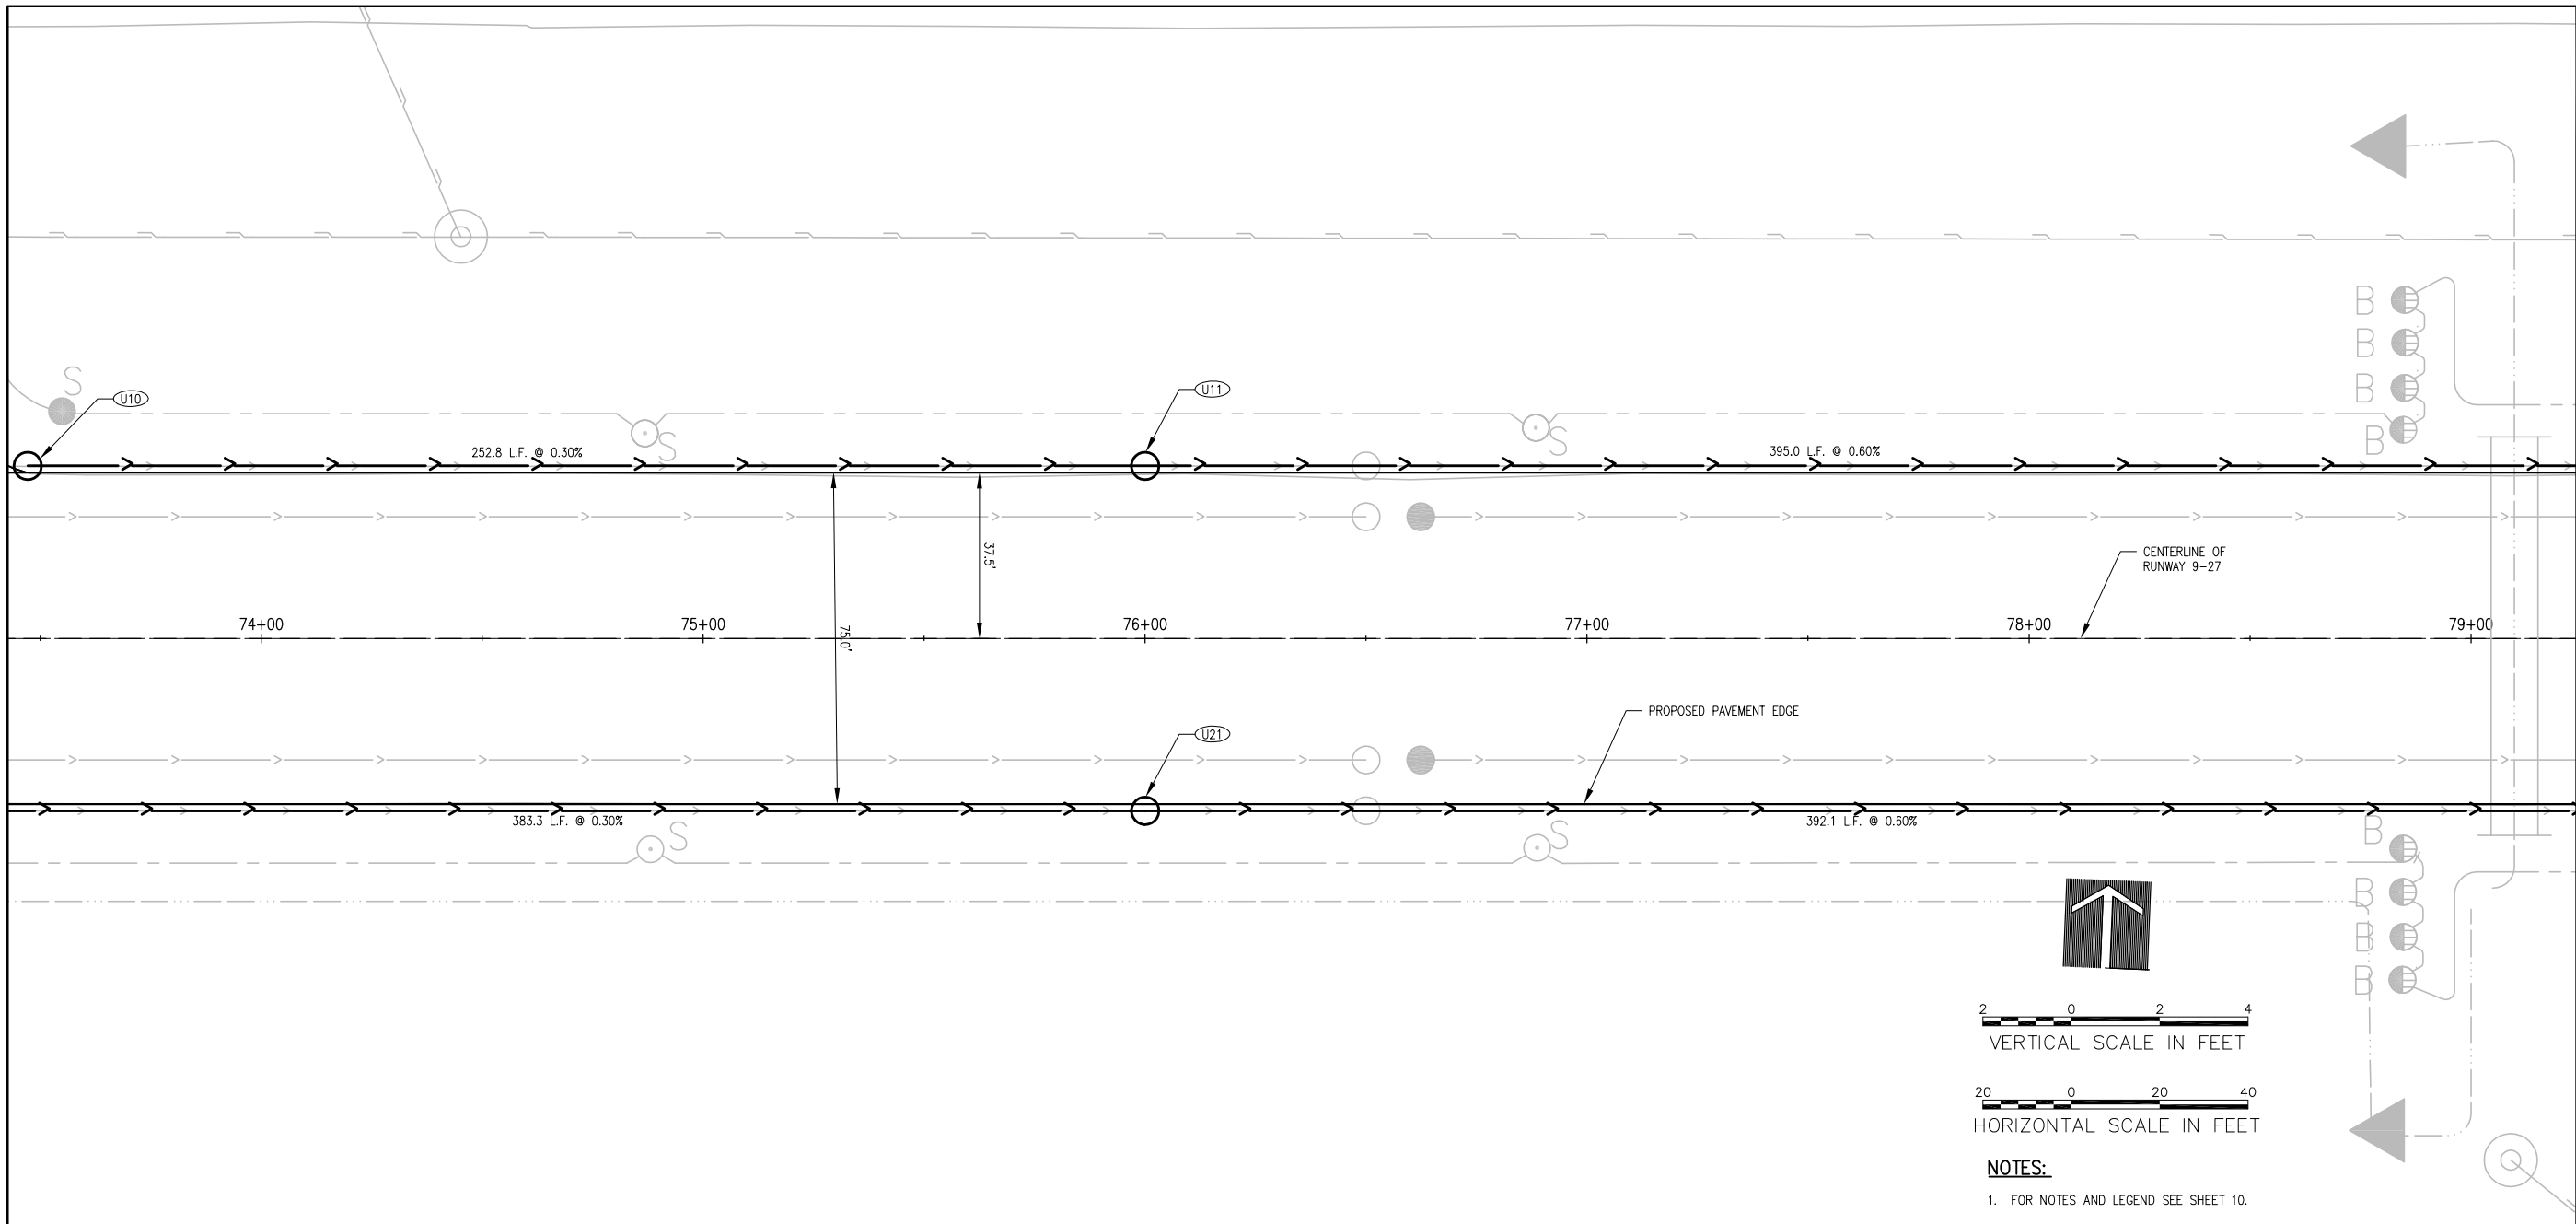 B
B
B
B
S
S
S
U10
U11
252.8 L.F. @ 0.30%
395.0 L.F. @ 0.60%
37.5'
75.0'
CENTERLINE OF
RUNWAY 9-27
74+00
75+00
76+00
77+00
78+00
79+00
PROPOSED PAVEMENT EDGE
U21
383.3 L.F. @ 0.30%
392.1 L.F. @ 0.60%
S
S
B
B
B
B
2 0 2 4
VERTICAL SCALE IN FEET
20 0 20 40
HORIZONTAL SCALE IN FEET
NOTES:
1. FOR NOTES AND LEGEND SEE SHEET 10.